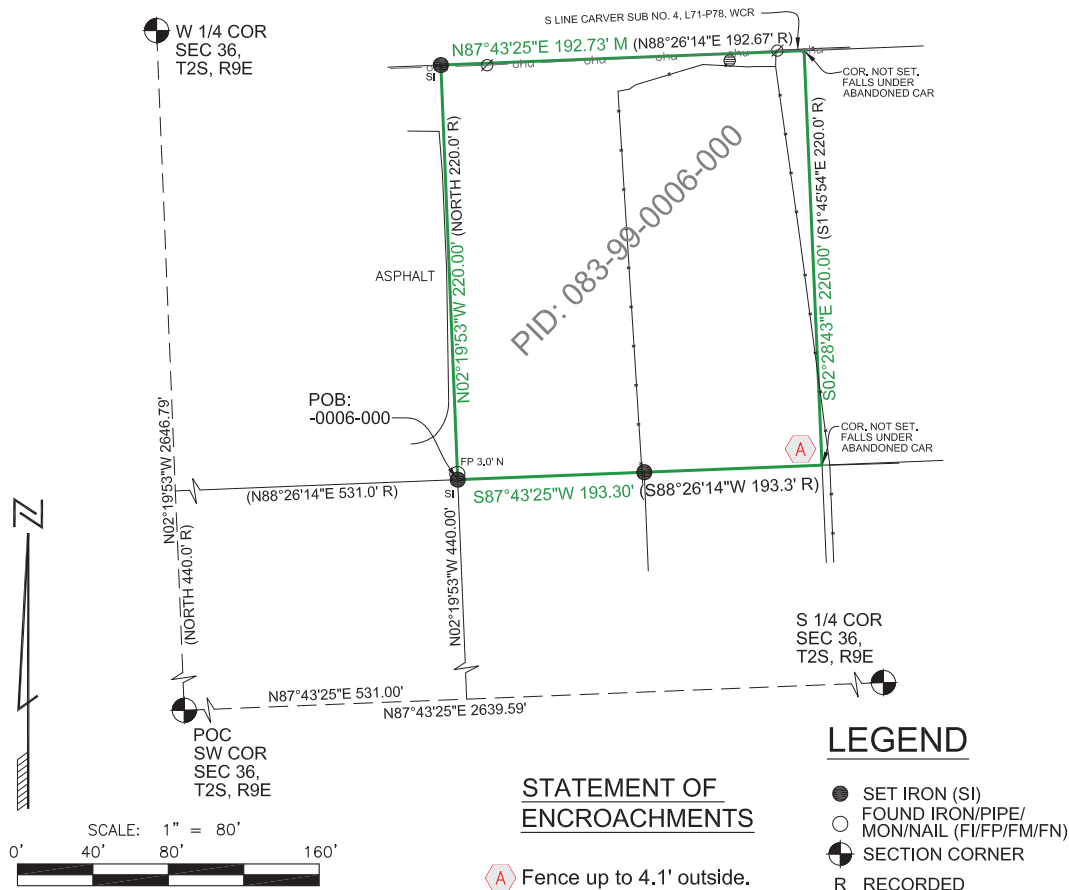 S LINE CARVER SUB NO. 4, L71-P78, WCR
W 1/4 COR
SEC 36,
T2S, R9E
N87°43'25"E 192.73' M (N88°26'14"E 192.67' R)
SI
COR. NOT SET.
FALLS UNDER
ABANDONED CAR
ohu ohu ohu ohu ohu
N02°19'53"W 220.00' (NORTH 220.0' R)
PID: 083-99-0006-000
S02°28'43"E 220.00' (S1°45'54"E 220.0' R)
ASPHALT
POB:
-0006-000
FP 3.0' N
SI
A
COR. NOT SET.
FALLS UNDER
ABANDONED CAR
N02°19'53"W 2646.79'
(NORTH 440.0' R)
(N88°26'14"E 531.0' R)
S87°43'25"W 193.30' (S88°26'14"W 193.3' R)
N02°19'53"W 440.00'
S 1/4 COR
SEC 36,
T2S, R9E
N87°43'25"E 531.00'
N87°43'25"E 2639.59'
POC
SW COR
SEC 36,
T2S, R9E
N
SCALE: 1" = 80'
0' 40' 80' 160'
STATEMENT OF
ENCROACHMENTS
A Fence up to 4.1' outside.
LEGEND
SET IRON (SI)
FOUND IRON/PIPE/
MON/NAIL (FI/FP/FM/FN)
SECTION CORNER
R RECORDED